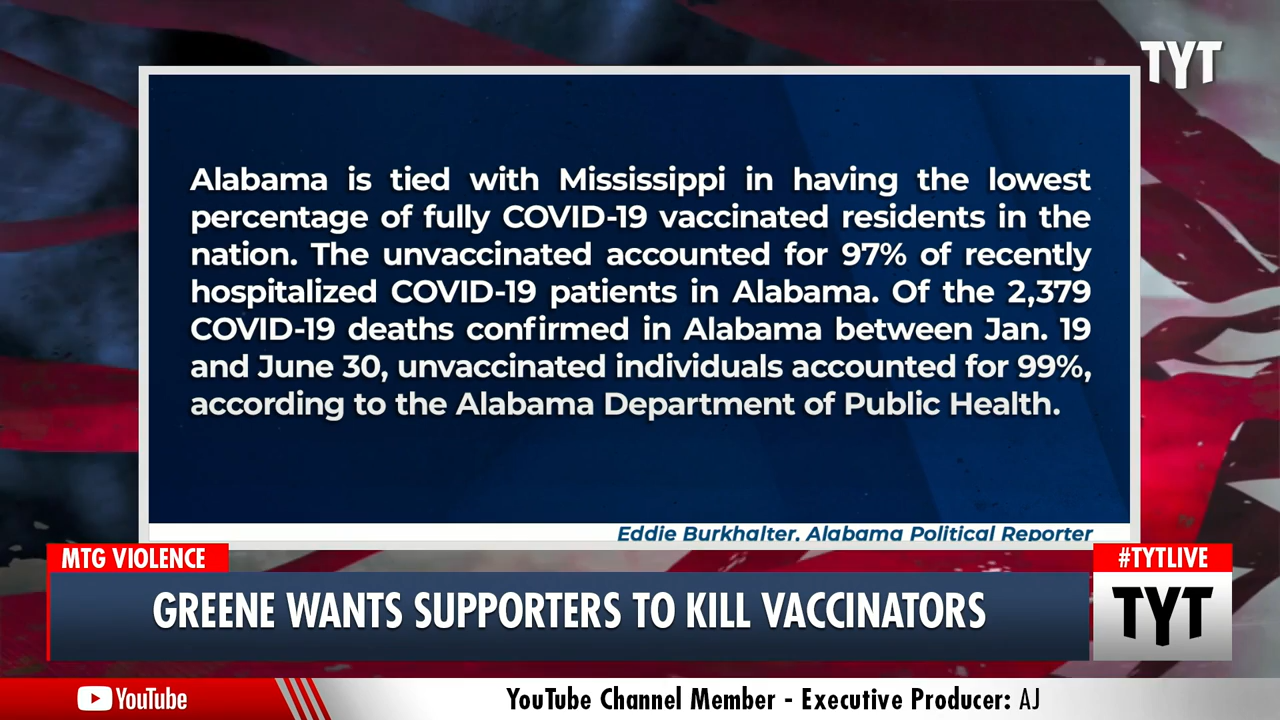 TYT
Alabama is tied with Mississippi in having the lowest
percentage of fully COVID-19 vaccinated residents in the
nation. The unvaccinated accounted for 97% of recently
hospitalized COVID-19 patients in Alabama. Of the 2,379
COVID-19 deaths confirmed in Alabama between Jan. 19
and June 30, unvaccinated individuals accounted for 99%,
according to the Alabama Department of Public Health.
Eddie Burkhalter, Alabama Political Reporter
MTG VIOLENCE
#TYTLIVE
GREENE WANTS SUPPORTERS TO KILL VACCINATORS
TYT
YouTube
YouTube Channel Member - Executive Producer: AJ